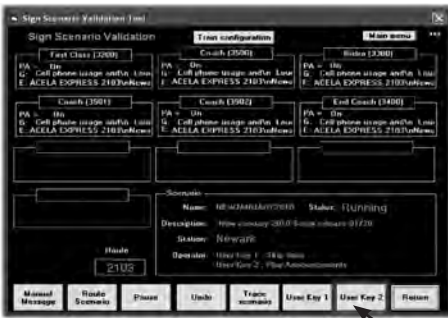 Sign Scenario Validation Tool
Sign Scenario Validation
Train configuration
Main menu
First Class (3200)
PA = On
G: Cell phone usage and\n Lou
E: ACELA EXPRESS 2103\nNews
Coach (3500)
PA = On
G: Cell phone usage and\n Lou
E: ACELA EXPRESS 2103\nNews
Bistro (3300)
PA = On
G: Cell phone usage and\n Lou
E: ACELA EXPRESS 2103\nNews
Coach (3501)
PA = On
G: Cell phone usage and\n Lou
E: ACELA EXPRESS 2103\nNews
Coach (3502)
PA = On
G: Cell phone usage and\n Lou
E: ACELA EXPRESS 2103\nNews
End Coach (3400)
PA = On
G: Cell phone usage and\n Lou
E: ACELA EXPRESS 2103\nNews
Scenario
Name: Status: Running
Description:
Station: Newark
Operator: User Key 1 : Skip
User Key 2 : Play Announcements
Route
2103
Manual Message
Route Scenario
Pause
Undo
Trace scenario
User Key 1
User Key 2
Return